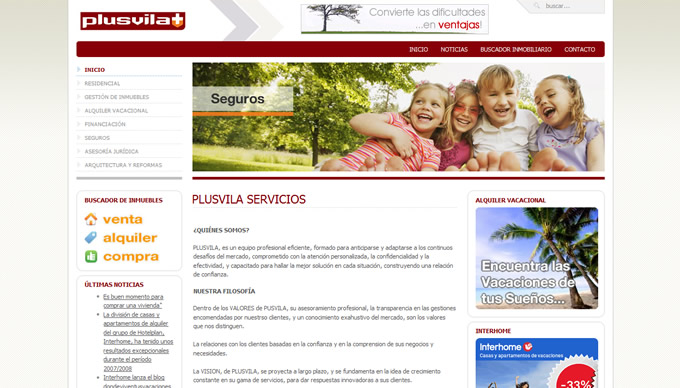 plusvila
Convierte las dificultades
...en ventajas!
buscar...
INICIO NOTICIAS BUSCADOR INMOBILIARIO CONTACTO
INICIO
RESIDENCIAL
GESTIÓN DE INMUEBLES
ALQUILER VACACIONAL
FINANCIACIÓN
SEGUROS
ASESORÍA JURÍDICA
ARQUITECTURA Y REFORMAS
Seguros
BUSCADOR DE INMUEBLES
venta
alquiler
compra
ÚLTIMAS NOTICIAS
Es buen momento para
comprar una vivienda"
La división de casas y
apartamentos de alquiler
del grupo de Hotelplan,
Interhome, ha tenido unos
resultados excepcionales
durante el período
2007/2008
Interhome lanza el blog
dondevertuvacaciones
PLUSVILA SERVICIOS
¿QUIÉNES SOMOS?
PLUSVILA, es un equipo profesional eficiente, formado para anticiparse y adaptarse a los continuos
desafíos del mercado, comprometido con la atención personalizada, la confidencialidad y la
efectividad, y capacitado para hallar la mejor solución en cada situación, construyendo una relación
de confianza.
NUESTRA FILOSOFÍA
Dentro de los VALORES de PUSVILA, su asesoramiento profesional, la transparencia en las gestiones
encomendadas por nuestro clientes, y un conocimiento exahustivo del mercado, son los valores
que nos distinguen.
La relaciones con los clientes basadas en la confianza y en la comprension de sus negocios y
necesidades.
La VISION, de PLUSVILA, se proyecta a largo plazo, y se fundamenta en la idea de crecimiento
constante en su gama de servicios, para dar respuestas innovadoras a sus clientes.
ALQUILER VACACIONAL
Encuentra las
Vacaciones de
tus Sueños...
INTERHOME
Interhome
Casas y apartamentos de vacaciones
-33%